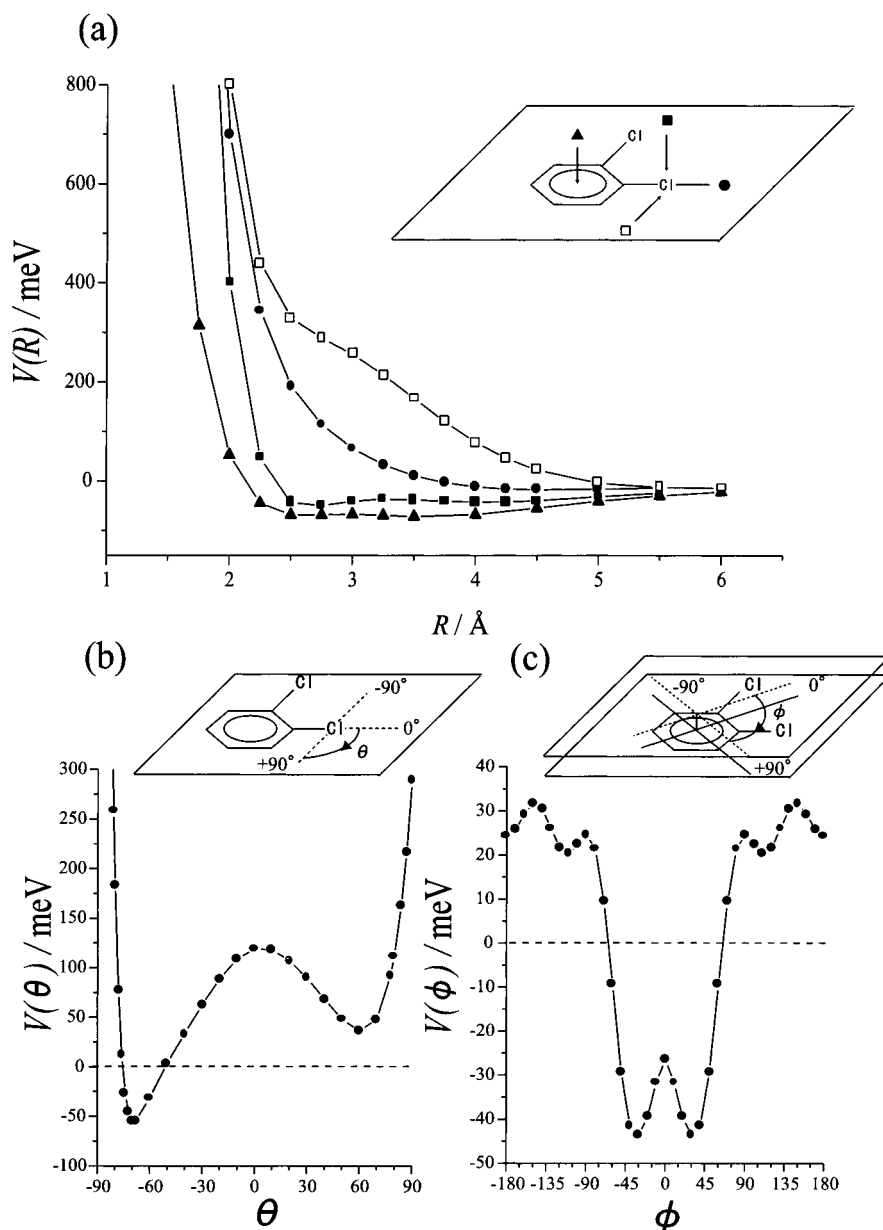 (a)
800
600
400
200
0
V(R) / meV
1 2 3 4 5 6
R / Å
Cl
Cl
(b)
Cl
Cl
-90°
0°
+90°
θ
300
250
200
150
100
50
0
-50
-100
V(θ) / meV
-90 -60 -30 0 30 60 90
θ
(c)
-90°
Cl
0°
ϕ
Cl
+90°
40
30
20
10
0
-10
-20
-30
-40
-50
V(ϕ) / meV
-180 -135 -90 -45 0 45 90 135 180
ϕ